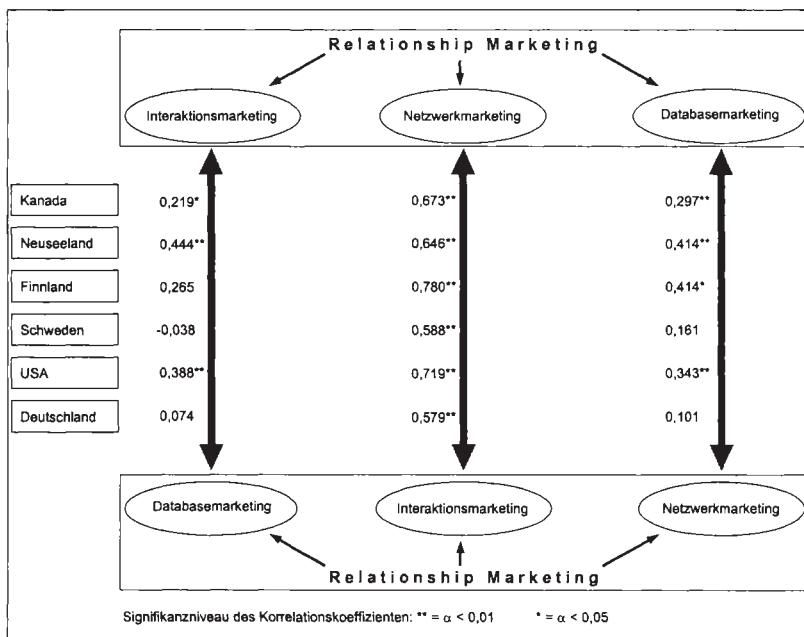 Relationship Marketing
Interaktionsmarketing Netzwerkmarketing Databasemarketing
Kanada 0,219* 0,673** 0,297**
Neuseeland 0,444** 0,646** 0,414**
Finnland 0,265 0,780** 0,414*
Schweden -0,038 0,588** 0,161
USA 0,388** 0,719** 0,343**
Deutschland 0,074 0,579** 0,101
Databasemarketing Interaktionsmarketing Netzwerkmarketing
Relationship Marketing
Signifikanzniveau des Korrelationskoeffizienten: ** = α < 0,01 * = α < 0,05